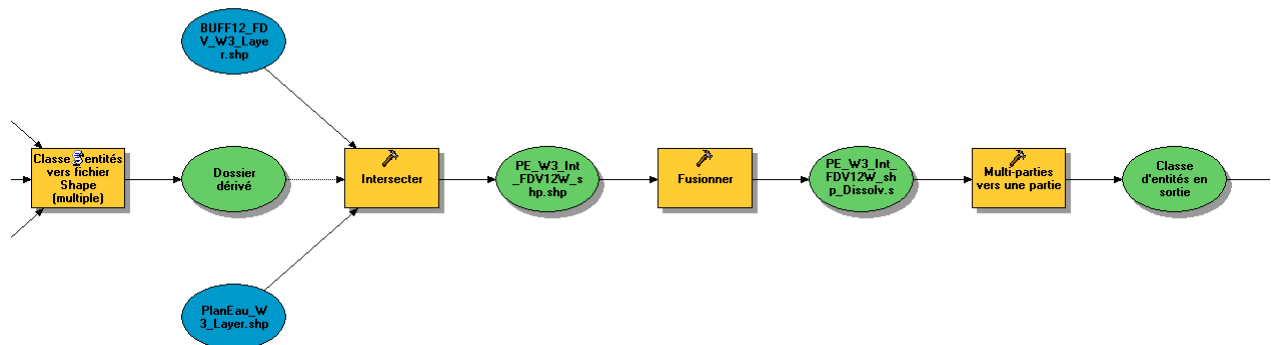 BUFF12_FD
V_W3_Laye
r.shp
Classe d'entités
vers fichier
Shape
(multiple)
Dossier
dérivé
Intersecter
PE_W3_Int
_FDV12W_s
hp.shp
Fusionner
PE_W3_Int_
FDV12W_sh
p_Dissolv.s
Multi-parties
vers une partie
Classe
d'entités en
sortie
PlanEau_W
3_Layer.shp